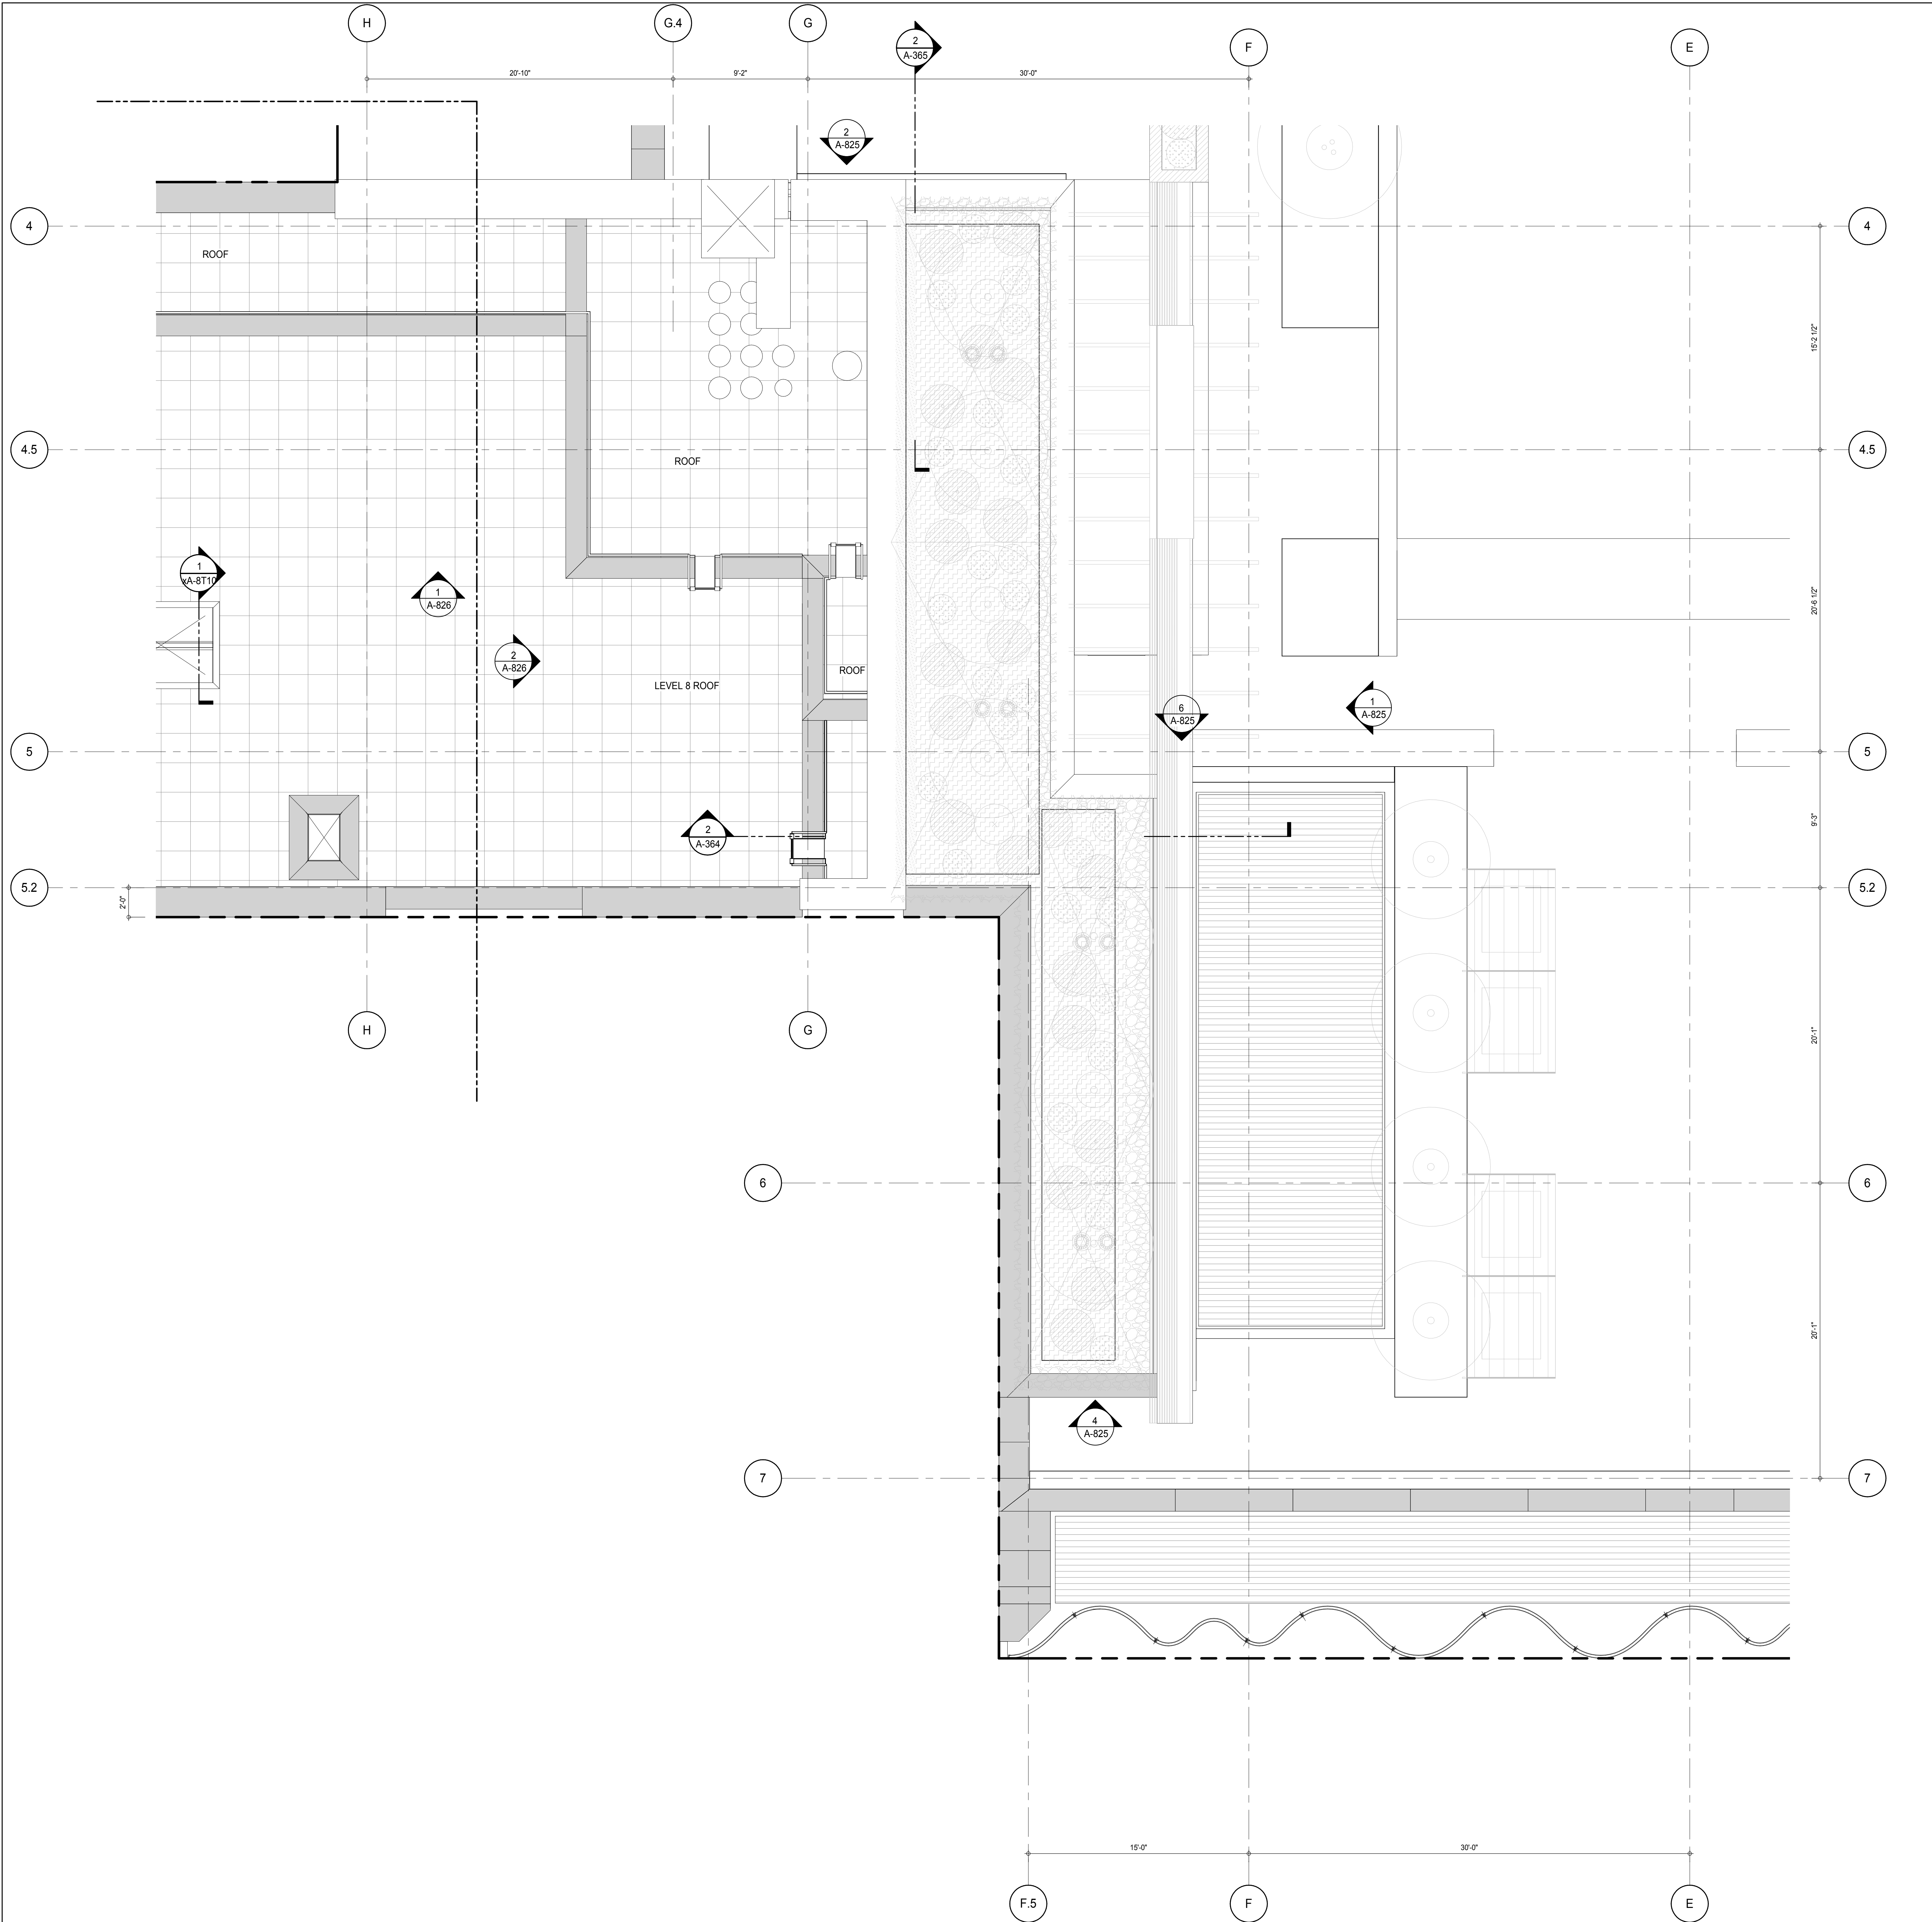 H
G.4
G
F
E
2
A-365
20'-10"
9'-2"
30'-0"
2
A-825
4
4
ROOF
15'-2 1/2"
4.5
4.5
ROOF
1
xA-8T10
1
A-826
20'-6 1/2"
2
A-826
ROOF
LEVEL 8 ROOF
6
A-825
1
A-825
5
5
2
A-364
9'-3"
5.2
5.2
2'-0"
H
G
20'-1"
6
6
20'-1"
4
A-825
7
7
15'-0"
30'-0"
F.5
F
E